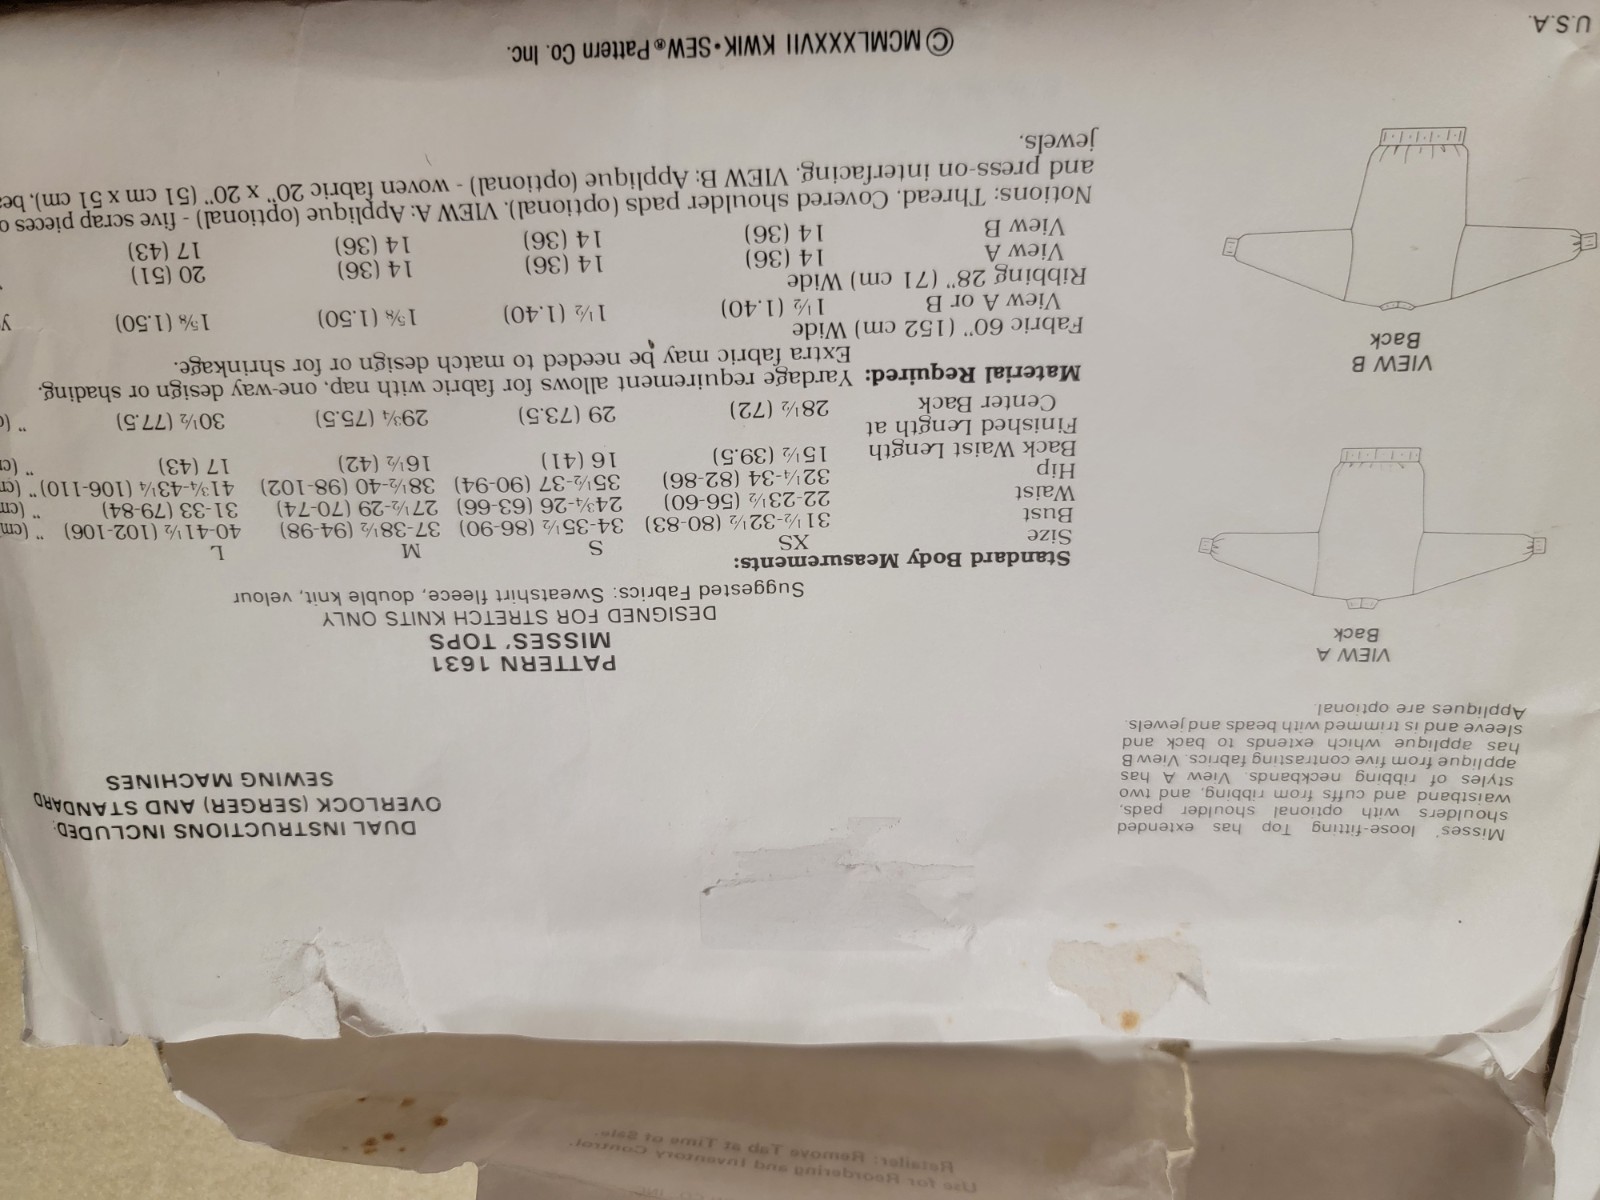 Use for Reordering and Inventory Control.
Retailer: Remove Tab at Time of Sale.
Misses' loose-fitting Top has extended
shoulders with optional shoulder pads,
waistband and cuffs from ribbing, and two
styles of ribbing neckbands. View A has
applique from five contrasting fabrics. View B
has applique which extends to back and
sleeve and is trimmed with beads and jewels.
Appliques are optional.
VIEW A
Back
VIEW B
Back
U.S.A.
DUAL INSTRUCTIONS INCLUDED:
OVERLOCK (SERGER) AND STANDARD
SEWING MACHINES
PATTERN 1631
MISSES' TOPS
DESIGNED FOR STRETCH KNITS ONLY
Suggested Fabrics: Sweatshirt fleece, double knit, velour
Standard Body Measurements:
Size XS S M L
Bust 31½-32½ (80-83) 34-35½ (86-90) 37-38½ (94-98) 40-41½ (102-106) " (cm
Waist 22-23½ (56-60) 24¾-26 (63-66) 27½-29 (70-74) 31-33 (79-84) " (cm
Hip 32¼-34 (82-86) 35½-37 (90-94) 38½-40 (98-102) 41¾-43¼ (106-110) " (cm
Back Waist Length 15½ (39.5) 16 (41) 16½ (42) 17 (43) " (c
Finished Length at
Center Back 28½ (72) 29 (73.5) 29¾ (75.5) 30½ (77.5) " (c
Material Required: Yardage requirement allows for fabric with nap, one-way design or shading.
Extra fabric may be needed to match design or for shrinkage.
Fabric 60" (152 cm) Wide
View A or B 1½ (1.40) 1½ (1.40) 1⅝ (1.50) 1⅝ (1.50) y
Ribbing 28" (71 cm) Wide
View A 14 (36) 14 (36) 14 (36) 20 (51)
View B 14 (36) 14 (36) 14 (36) 17 (43)
Notions: Thread. Covered shoulder pads (optional). VIEW A: Applique (optional) - five scrap pieces o
and press-on interfacing. VIEW B: Applique (optional) - woven fabric 20" x 20" (51 cm x 51 cm), bea
jewels.
© MCMLXXXVII KWIK•SEW® Pattern Co. Inc.